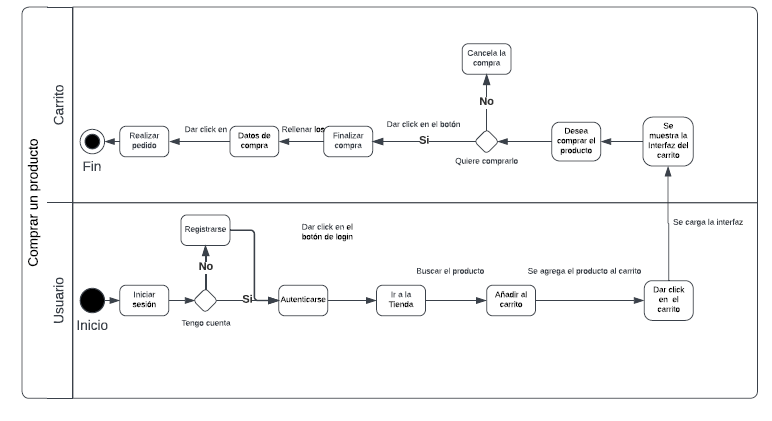 Comprar un producto
Carrito
Cancela la
compra
No
Dar click en el botón
Si
Quiere comprarlo
Desea
comprar el
producto
Se
muestra la
Interfaz del
carrito
Finalizar
compra
Rellenar los
Datos de
compra
Dar click en
Realizar
pedido
Fin
Usuario
Inicio
Iniciar
sesión
Registrarse
No
Si
Tengo cuenta
Dar click en el
botón de login
Autenticarse
Ir a la
Tienda
Buscar el producto
Añadir al
carrito
Se agrega el producto al carrito
Dar click
en el
carrito
Se carga la interfaz